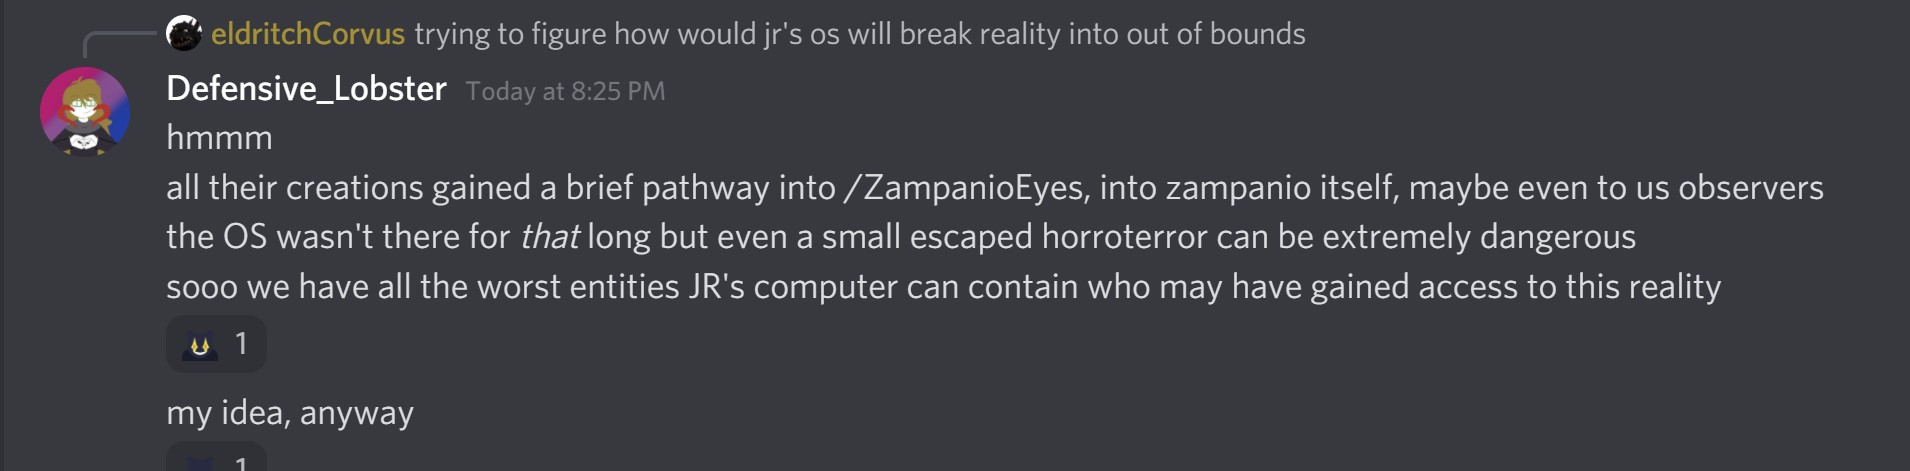 eldritchCorvus trying to figure how would jr's os will break reality into out of bounds
Defensive_Lobster Today at 8:25 PM
hmmm
all their creations gained a brief pathway into /ZampanioEyes, into zampanio itself, maybe even to us observers
the OS wasn't there for that long but even a small escaped horroterror can be extremely dangerous
sooo we have all the worst entities JR's computer can contain who may have gained access to this reality
1
my idea, anyway
1